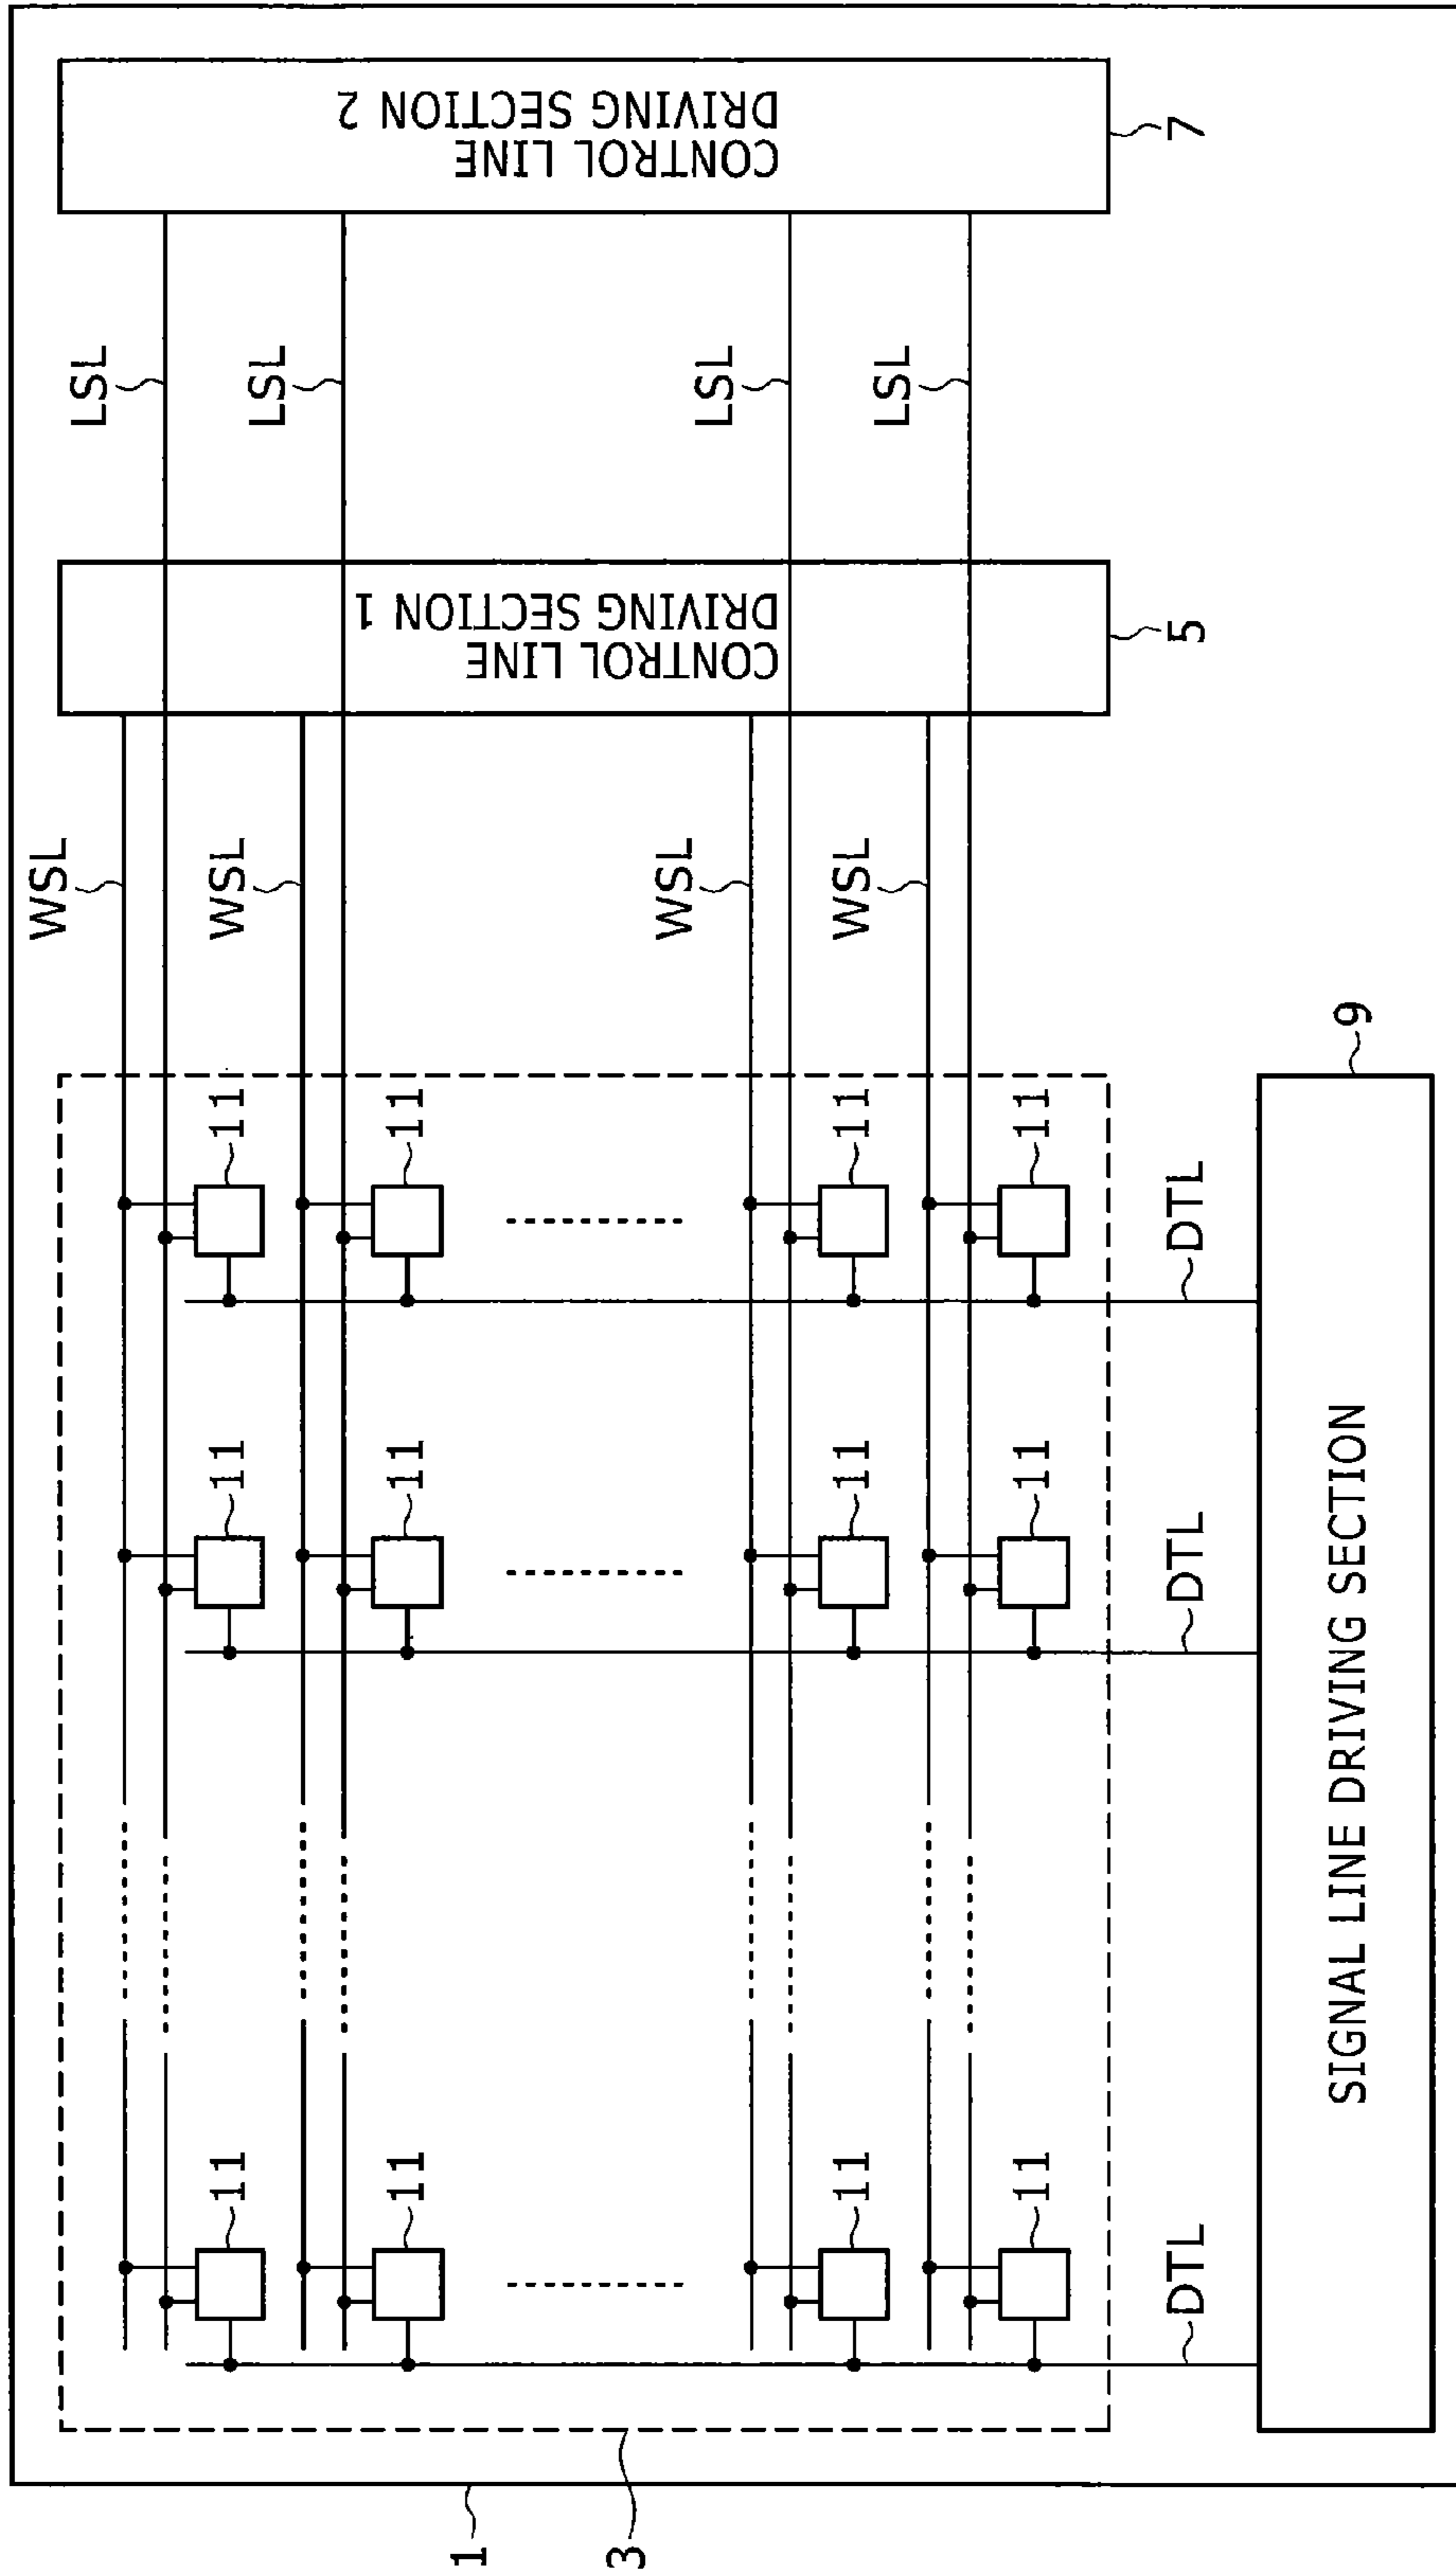 LSL
LSL
LSL
LSL
CONTROL LINE
DRIVING SECTION 2
7
CONTROL LINE
DRIVING SECTION 1
5
WSL
WSL
WSL
WSL
11
11
11
11
DTL
9
11
11
11
11
DTL
SIGNAL LINE DRIVING SECTION
11
11
11
11
DTL
1
3